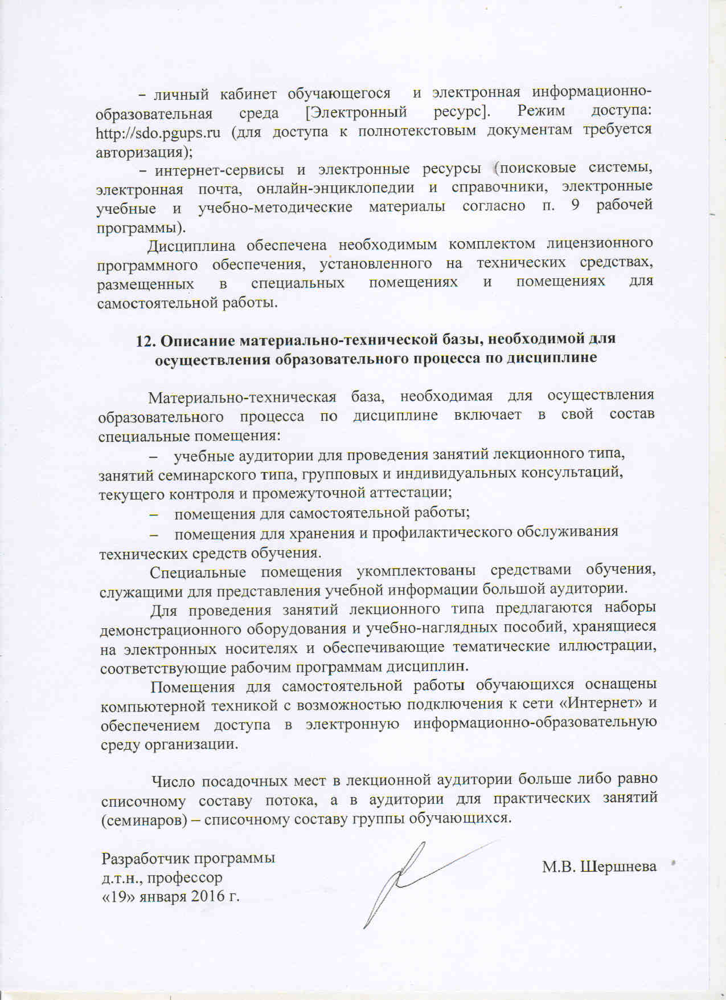 – личный кабинет обучающегося и электронная информационно-
образовательная среда [Электронный ресурс]. Режим доступа:
http://sdo.pgups.ru (для доступа к полнотекстовым документам требуется
авторизация);
– интернет-сервисы и электронные ресурсы (поисковые системы,
электронная почта, онлайн-энциклопедии и справочники, электронные
учебные и учебно-методические материалы согласно п. 9 рабочей
программы).
Дисциплина обеспечена необходимым комплектом лицензионного
программного обеспечения, установленного на технических средствах,
размещенных в специальных помещениях и помещениях для
самостоятельной работы.
12. Описание материально-технической базы, необходимой для
осуществления образовательного процесса по дисциплине
Материально-техническая база, необходимая для осуществления
образовательного процесса по дисциплине включает в свой состав
специальные помещения:
– учебные аудитории для проведения занятий лекционного типа,
занятий семинарского типа, групповых и индивидуальных консультаций,
текущего контроля и промежуточной аттестации;
– помещения для самостоятельной работы;
– помещения для хранения и профилактического обслуживания
технических средств обучения.
Специальные помещения укомплектованы средствами обучения,
служащими для представления учебной информации большой аудитории.
Для проведения занятий лекционного типа предлагаются наборы
демонстрационного оборудования и учебно-наглядных пособий, хранящиеся
на электронных носителях и обеспечивающие тематические иллюстрации,
соответствующие рабочим программам дисциплин.
Помещения для самостоятельной работы обучающихся оснащены
компьютерной техникой с возможностью подключения к сети «Интернет» и
обеспечением доступа в электронную информационно-образовательную
среду организации.
Число посадочных мест в лекционной аудитории больше либо равно
списочному составу потока, а в аудитории для практических занятий
(семинаров) – списочному составу группы обучающихся.
Разработчик программы
д.т.н., профессор
М.В. Шершнева
«19» января 2016 г.